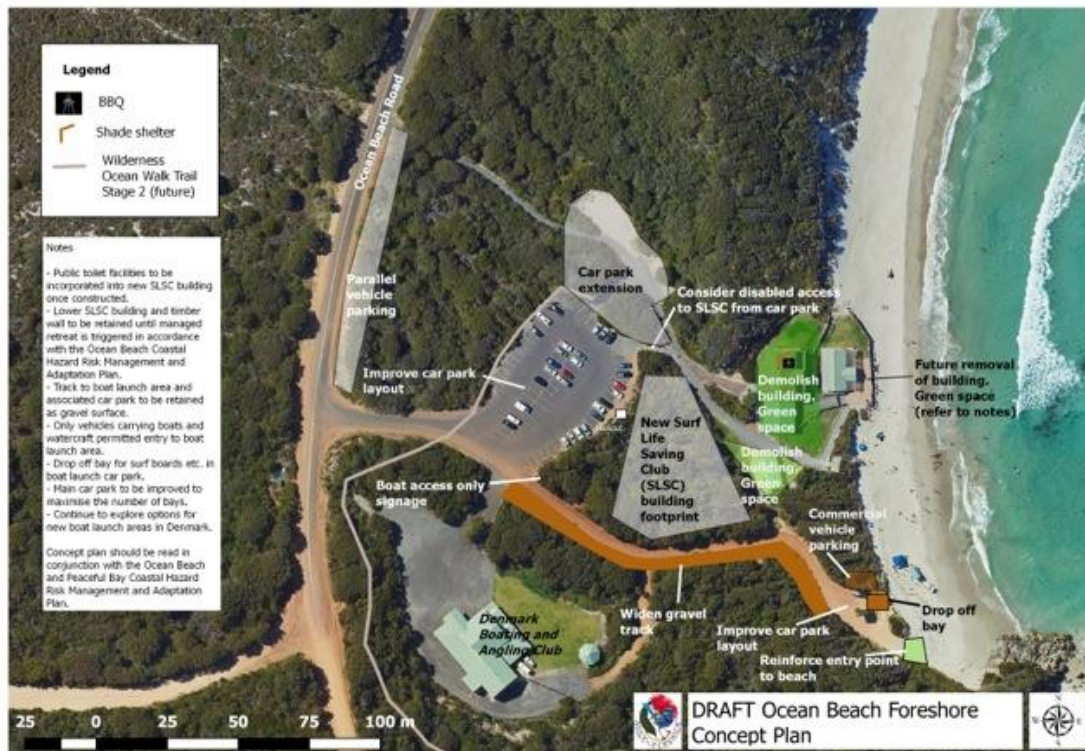 Legend
BBQ
Shade shelter
Wilderness
Ocean Walk Trail
Stage 2 (future)
Notes
- Public toilet facilities to be
incorporated into new SLSC building
once constructed.
- Lower SLSC building and timber
wall to be retained until managed
retreat is triggered in accordance
with the Ocean Beach Coastal
Hazard Risk Management and
Adaptation Plan.
- Track to boat launch area and
associated car park to be retained
as gravel surface.
- Only vehicles carrying boats and
watercraft permitted entry to boat
launch area.
- Drop off bay for surf boards etc. in
boat launch car park.
- Main car park to be improved to
maximise the number of bays.
- Continue to explore options for
new boat launch areas in Denmark.
Concept plan should be read in
conjunction with the Ocean Beach
and Peaceful Bay Coastal Hazard
Risk Management and Adaptation
Plan.
Ocean Beach Road
Parallel
vehicle
parking
Car park
extension
Consider disabled access
to SLSC from car park
Improve car park
layout
Demolish
building.
Green
space
Future removal
of building.
Green space
(refer to notes)
New Surf
Life
Saving
Club
(SLSC)
building
footprint
Demolish
building.
Green
space
Boat access only
signage
Commercial
vehicle
parking
Widen gravel
track
Drop off
bay
Improve car park
layout
Reinforce entry point
to beach
Denmark
Boating and
Angling Club
25 0 25 50 75 100 m
DRAFT Ocean Beach Foreshore
Concept Plan